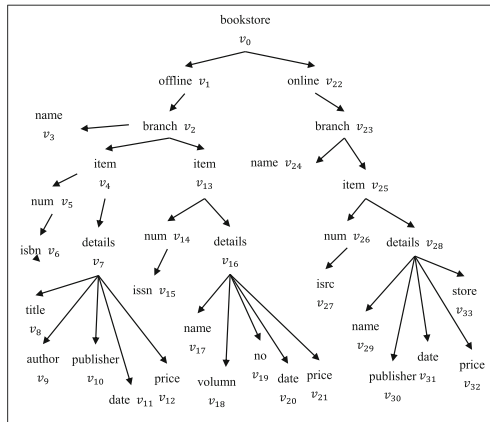 bookstore
v₀
offline v₁
online v₂₂
name
v₃
branch v₂
branch v₂₃
item
v₄
item
v₁₃
name v₂₄
item v₂₅
num v₅
details
v₇
num v₁₄
details
v₁₆
num v₂₆
details v₂₈
isbn v₆
issn v₁₅
isrc
v₂₇
store
v₃₃
title
v₈
name
v₁₇
name
v₂₉
author
v₉
publisher
v₁₀
date v₁₁
price
v₁₂
volumn
v₁₈
no
v₁₉
date
v₂₀
price
v₂₁
publisher
v₃₀
date
v₃₁
price
v₃₂